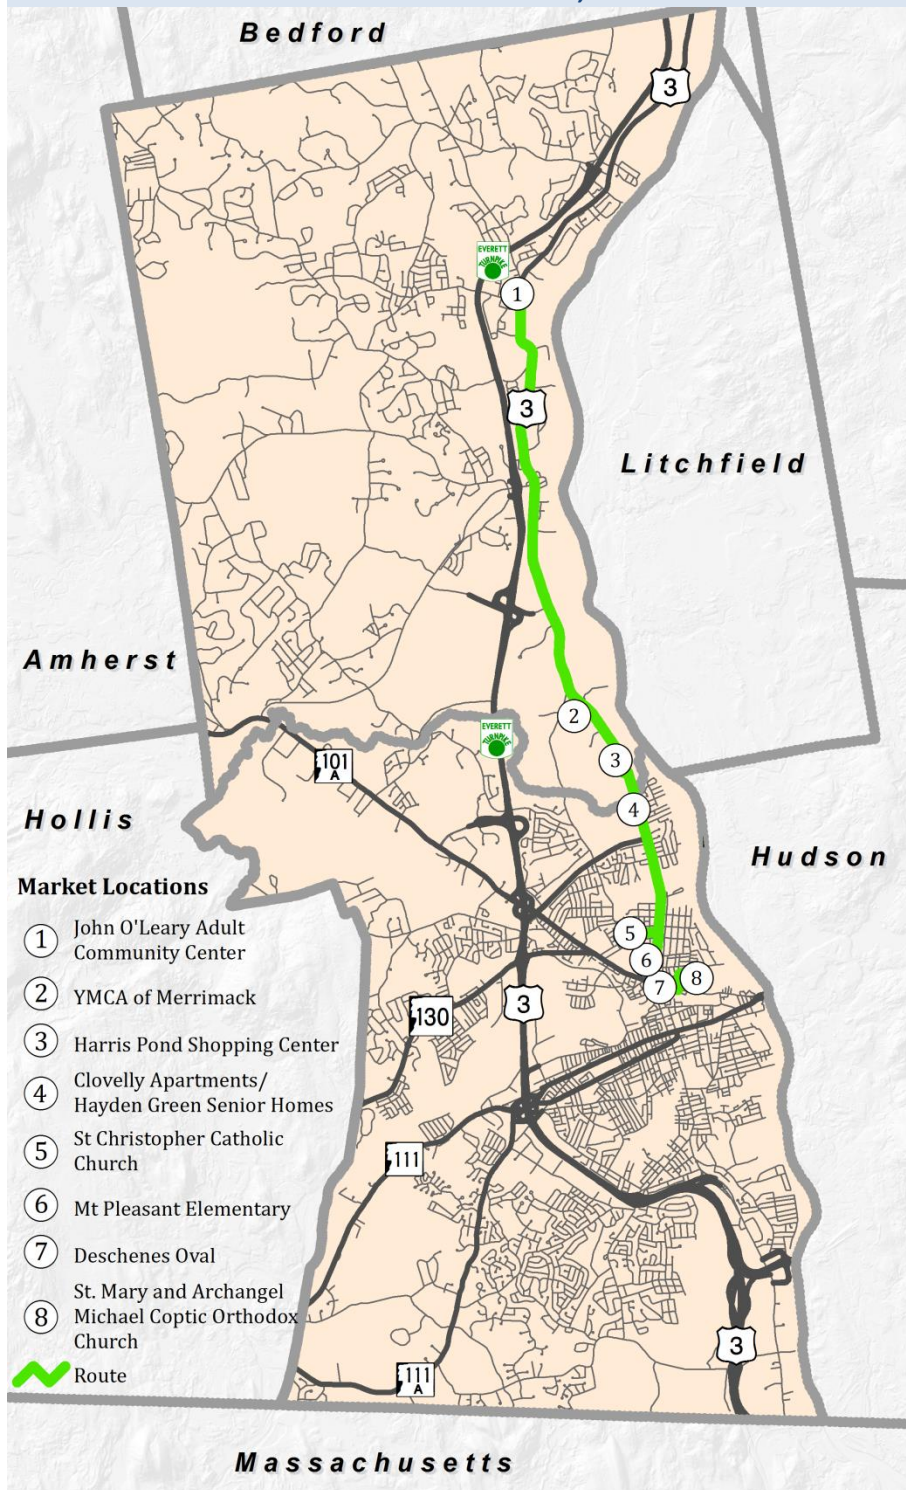 Bedford
3
EVERETT
TURNPIKE
1
3
Litchfield
Amherst
2
EVERETT
TURNPIKE
3
101
A
4
Hollis
Hudson
Market Locations
1 John O'Leary Adult
Community Center
2 YMCA of Merrimack
3 Harris Pond Shopping Center
4 Clovelly Apartments/
Hayden Green Senior Homes
5 St Christopher Catholic
Church
6 Mt Pleasant Elementary
7 Deschenes Oval
8 St. Mary and Archangel
Michael Coptic Orthodox
Church
Route
5
6
8
7
130
3
111
3
111
A
Massachusetts